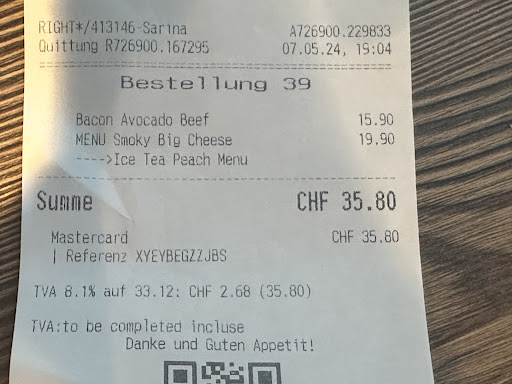 RIGHT*/413146 Sarina A726900.229833
Quittung R726900.167295 07.05.24, 19:04
Bestellung 39
Bacon Avocado Beef 15.90
MENU Smoky Big Cheese 19.90
---->Ice Tea Peach Menu
Summe CHF 35.80
Mastercard CHF 35.80
| Referenz XYEYBEGZZJBS
TVA 8.1% auf 33.12: CHF 2.68 (35.80)
TVA:to be completed incluse
Danke und Guten Appetit!